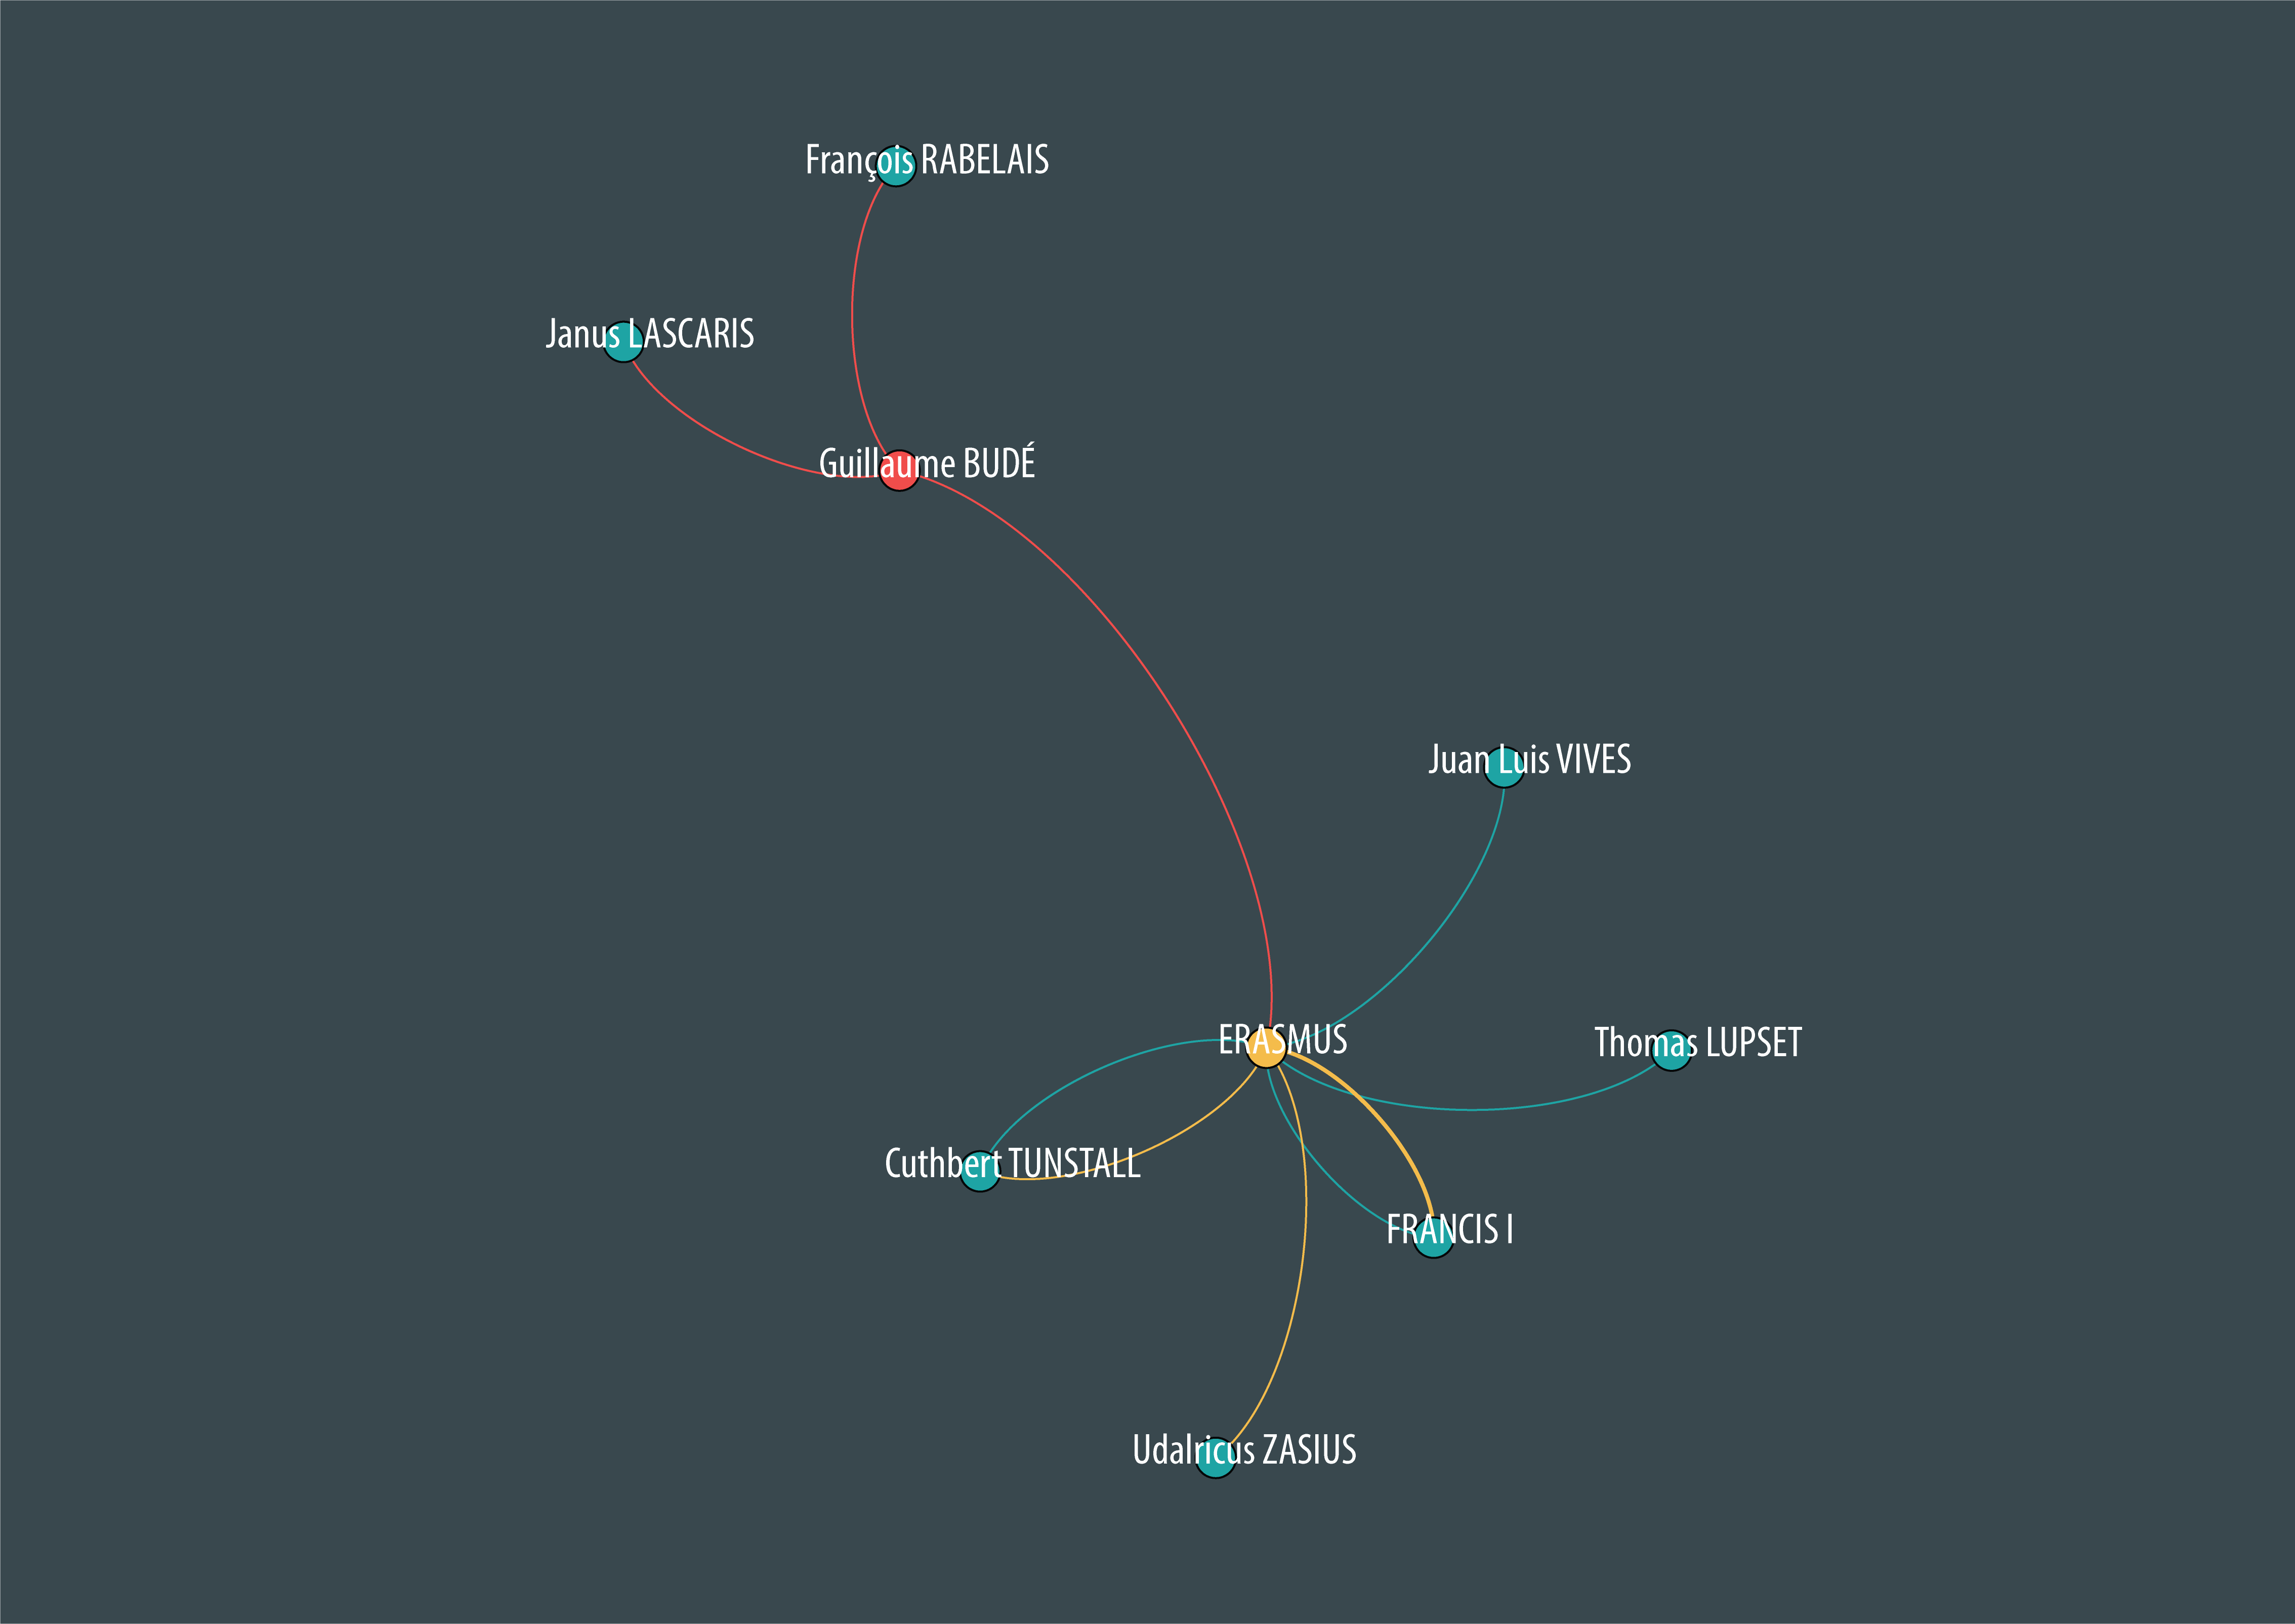 François RABELAIS
Janus LASCARIS
Guillaume BUDÉ
Juan Luis VIVES
ERASMUS
Thomas LUPSET
Cuthbert TUNSTALL
FRANCIS I
Udalricus ZASIUS